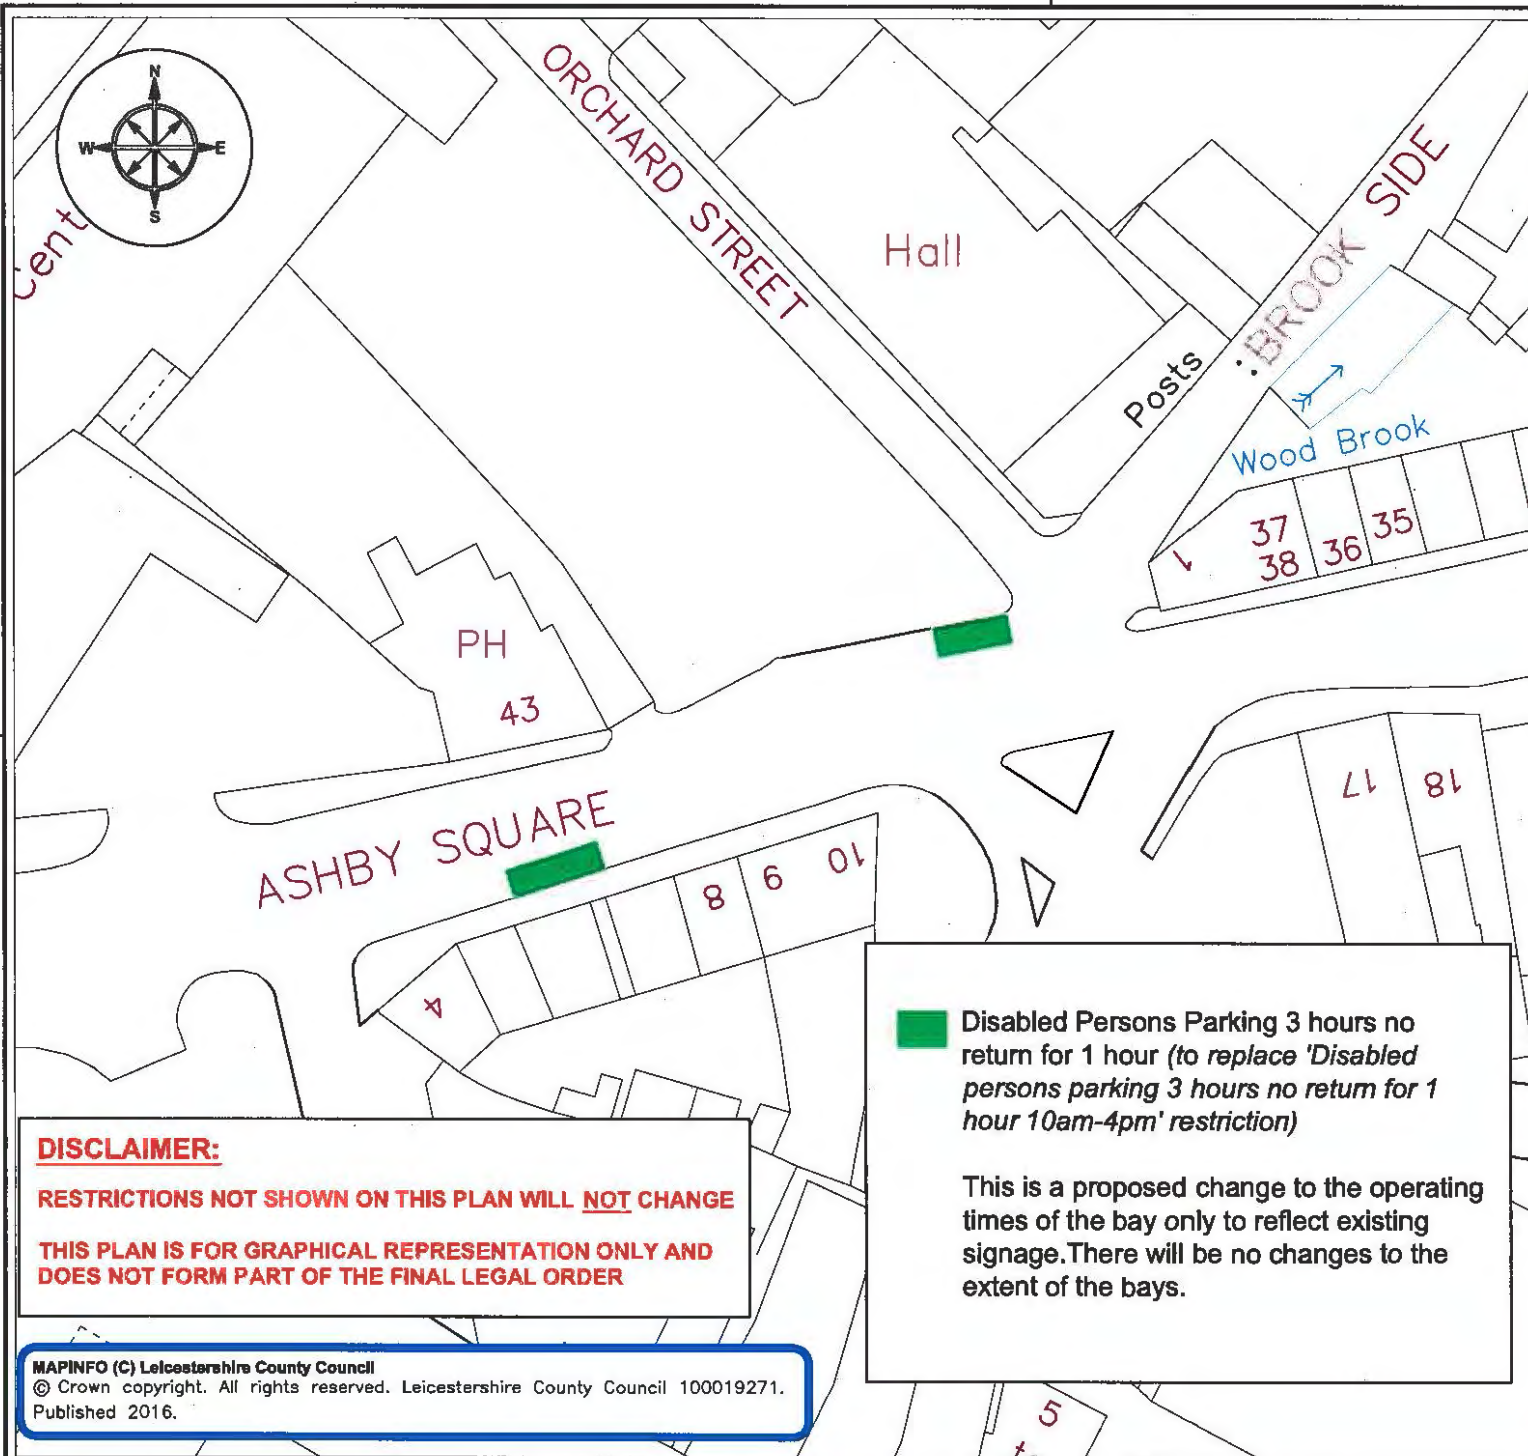 N
W E
S
Cent
ORCHARD STREET
Hall
BROOK SIDE
Posts
Wood Brook
1
37
38
36
35
PH
43
ASHBY SQUARE
17
18
10
9
8
4
5
Disabled Persons Parking 3 hours no
return for 1 hour (to replace 'Disabled
persons parking 3 hours no return for 1
hour 10am-4pm' restriction)
This is a proposed change to the operating
times of the bay only to reflect existing
signage.There will be no changes to the
extent of the bays.
DISCLAIMER:
RESTRICTIONS NOT SHOWN ON THIS PLAN WILL NOT CHANGE
THIS PLAN IS FOR GRAPHICAL REPRESENTATION ONLY AND
DOES NOT FORM PART OF THE FINAL LEGAL ORDER
MAPINFO (C) Leicestershire County Council
© Crown copyright. All rights reserved. Leicestershire County Council 100019271.
Published 2016.